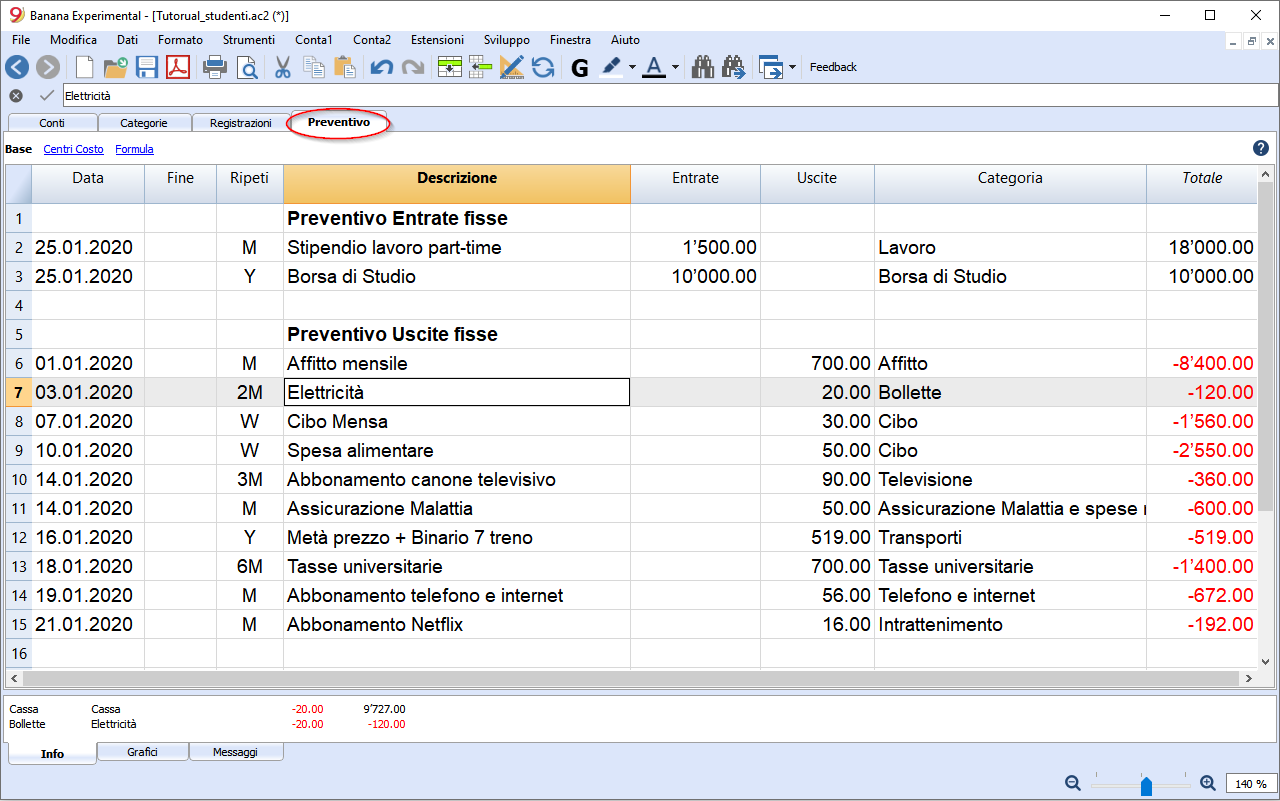 Banana Experimental - [Tutorual_studenti.ac2 (*)]
File Modifica Dati Formato Strumenti Conta1 Conta2 Estensioni Sviluppo Finestra Aiuto
G A Feedback
Elettricità
Conti Categorie Registrazioni Preventivo
Base Centri Costo Formula ?
Data Fine Ripeti Descrizione Entrate Uscite Categoria Totale
1 Preventivo Entrate fisse
2 25.01.2020 M Stipendio lavoro part-time 1’500.00 Lavoro 18’000.00
3 25.01.2020 Y Borsa di Studio 10’000.00 Borsa di Studio 10’000.00
4
5 Preventivo Uscite fisse
6 01.01.2020 M Affitto mensile 700.00 Affitto -8’400.00
7 03.01.2020 2M Elettricità 20.00 Bollette -120.00
8 07.01.2020 W Cibo Mensa 30.00 Cibo -1’560.00
9 10.01.2020 W Spesa alimentare 50.00 Cibo -2’550.00
10 14.01.2020 3M Abbonamento canone televisivo 90.00 Televisione -360.00
11 14.01.2020 M Assicurazione Malattia 50.00 Assicurazione Malattia e spese -600.00
12 16.01.2020 Y Metà prezzo + Binario 7 treno 519.00 Transporti -519.00
13 18.01.2020 6M Tasse universitarie 700.00 Tasse universitarie -1’400.00
14 19.01.2020 M Abbonamento telefono e internet 56.00 Telefono e internet -672.00
15 21.01.2020 M Abbonamento Netflix 16.00 Intrattenimento -192.00
16
Cassa Cassa -20.00 9’727.00
Bollette Elettricità -20.00 -120.00
Info Grafici Messaggi
140 %